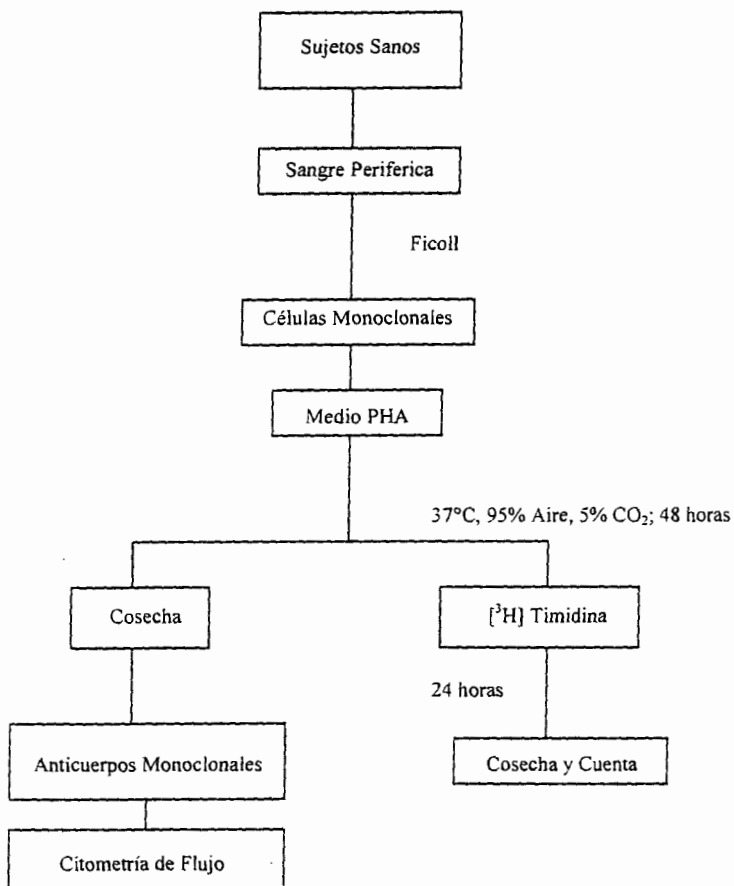 Sujetos Sanos
Sangre Periferica
Ficoll
Células Monoclonales
Medio PHA
37°C, 95% Aire, 5% CO₂; 48 horas
Cosecha
[³H] Timidina
24 horas
Anticuerpos Monoclonales
Cosecha y Cuenta
Citometría de Flujo